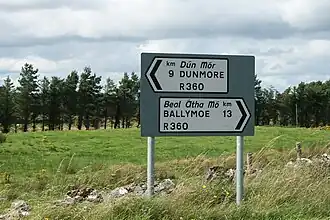 km Dún Mór
9 DUNMORE
R360
Beal Átha Mó km
BALLYMOE 13
R360